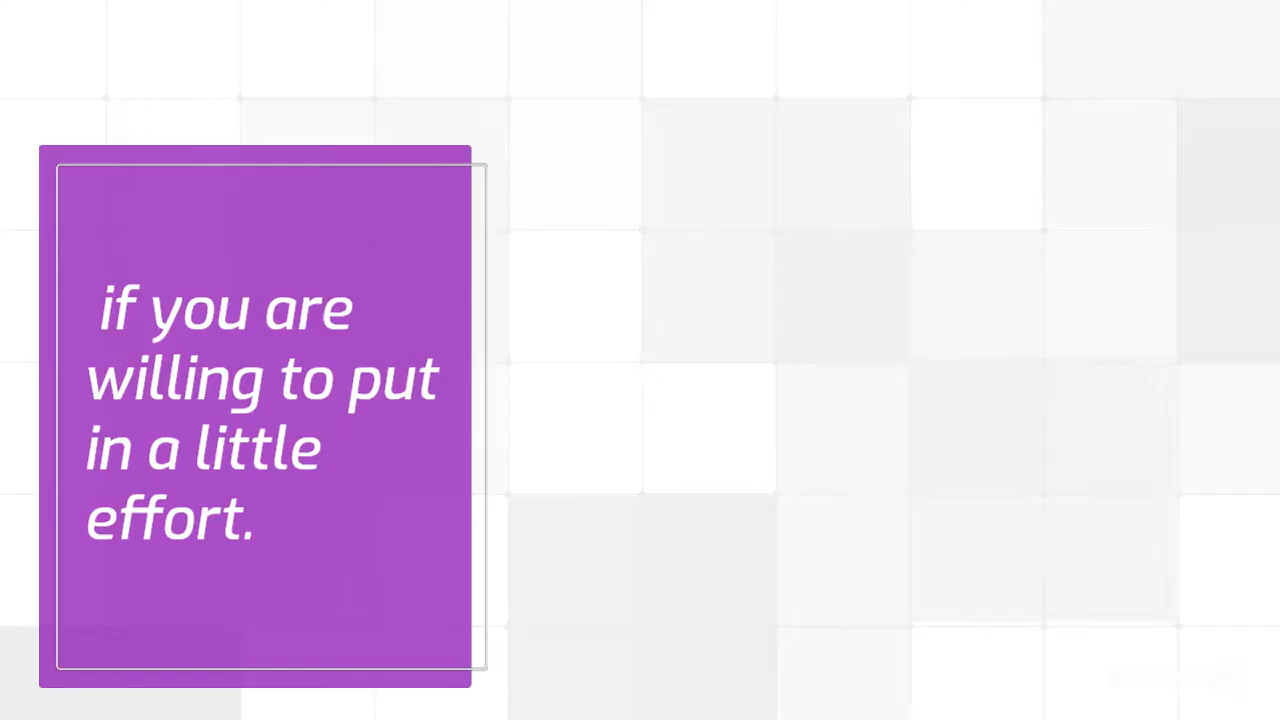 if you are
willing to put
in a little
effort.